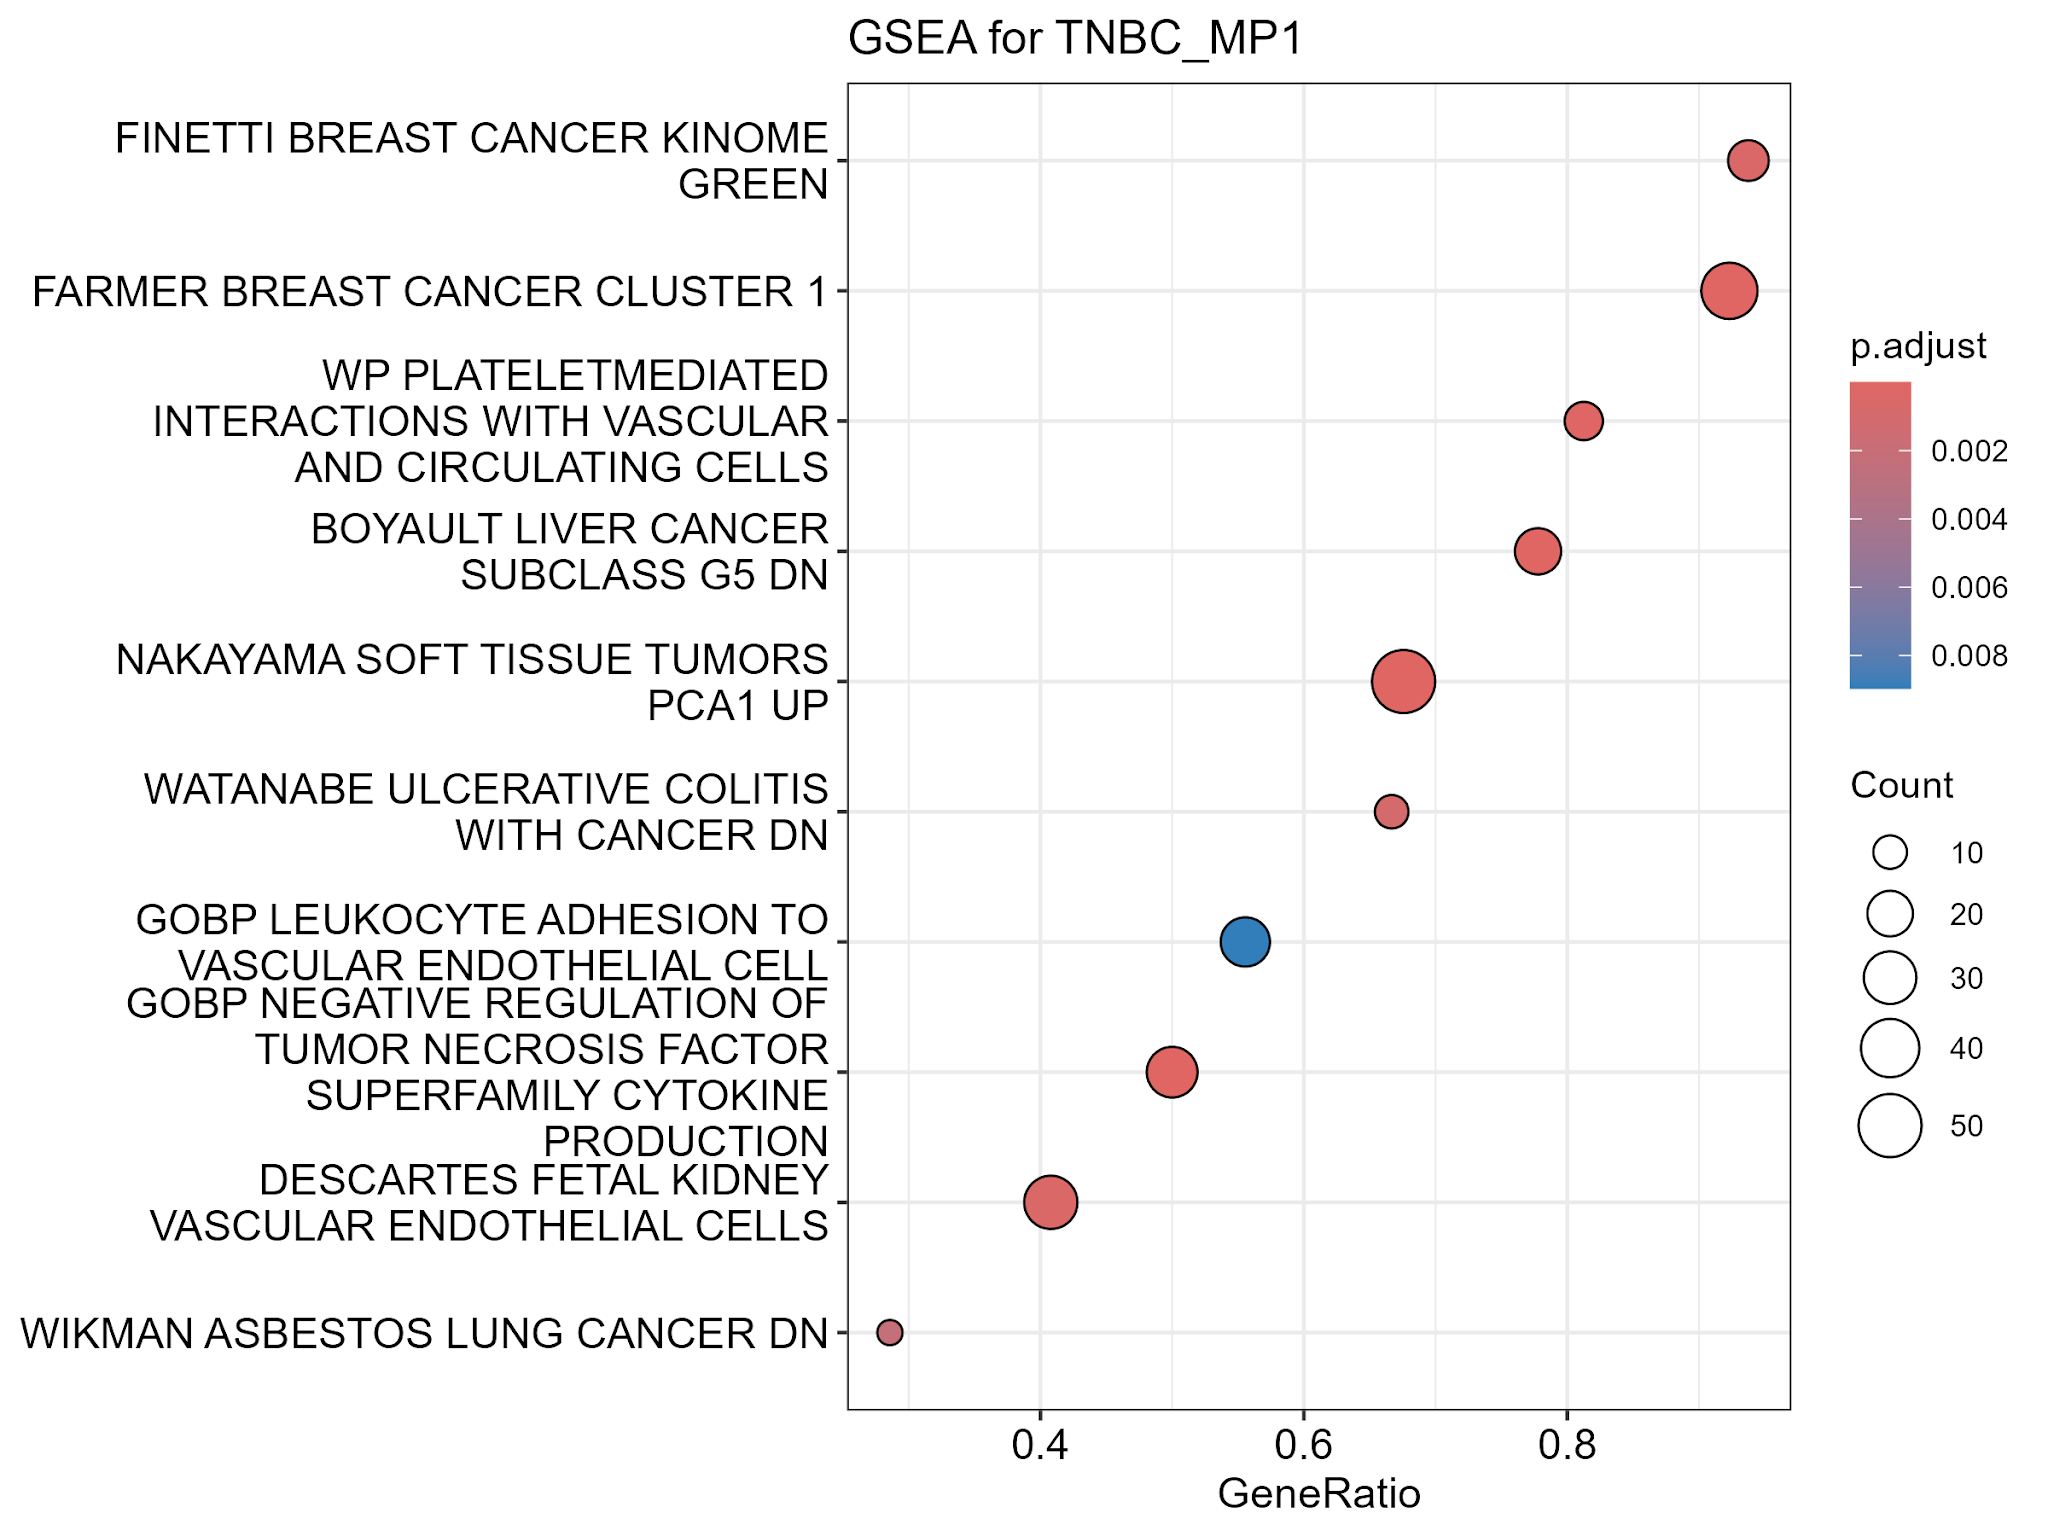 GSEA for TNBC_MP1
FINETTI BREAST CANCER KINOME
GREEN
FARMER BREAST CANCER CLUSTER 1
WP PLATELETMEDIATED
INTERACTIONS WITH VASCULAR
AND CIRCULATING CELLS
BOYAULT LIVER CANCER
SUBCLASS G5 DN
NAKAYAMA SOFT TISSUE TUMORS
PCA1 UP
WATANABE ULCERATIVE COLITIS
WITH CANCER DN
GOBP LEUKOCYTE ADHESION TO
VASCULAR ENDOTHELIAL CELL
GOBP NEGATIVE REGULATION OF
TUMOR NECROSIS FACTOR
SUPERFAMILY CYTOKINE
PRODUCTION
DESCARTES FETAL KIDNEY
VASCULAR ENDOTHELIAL CELLS
WIKMAN ASBESTOS LUNG CANCER DN
0.4 0.6 0.8
GeneRatio
p.adjust
0.002
0.004
0.006
0.008
Count
10
20
30
40
50